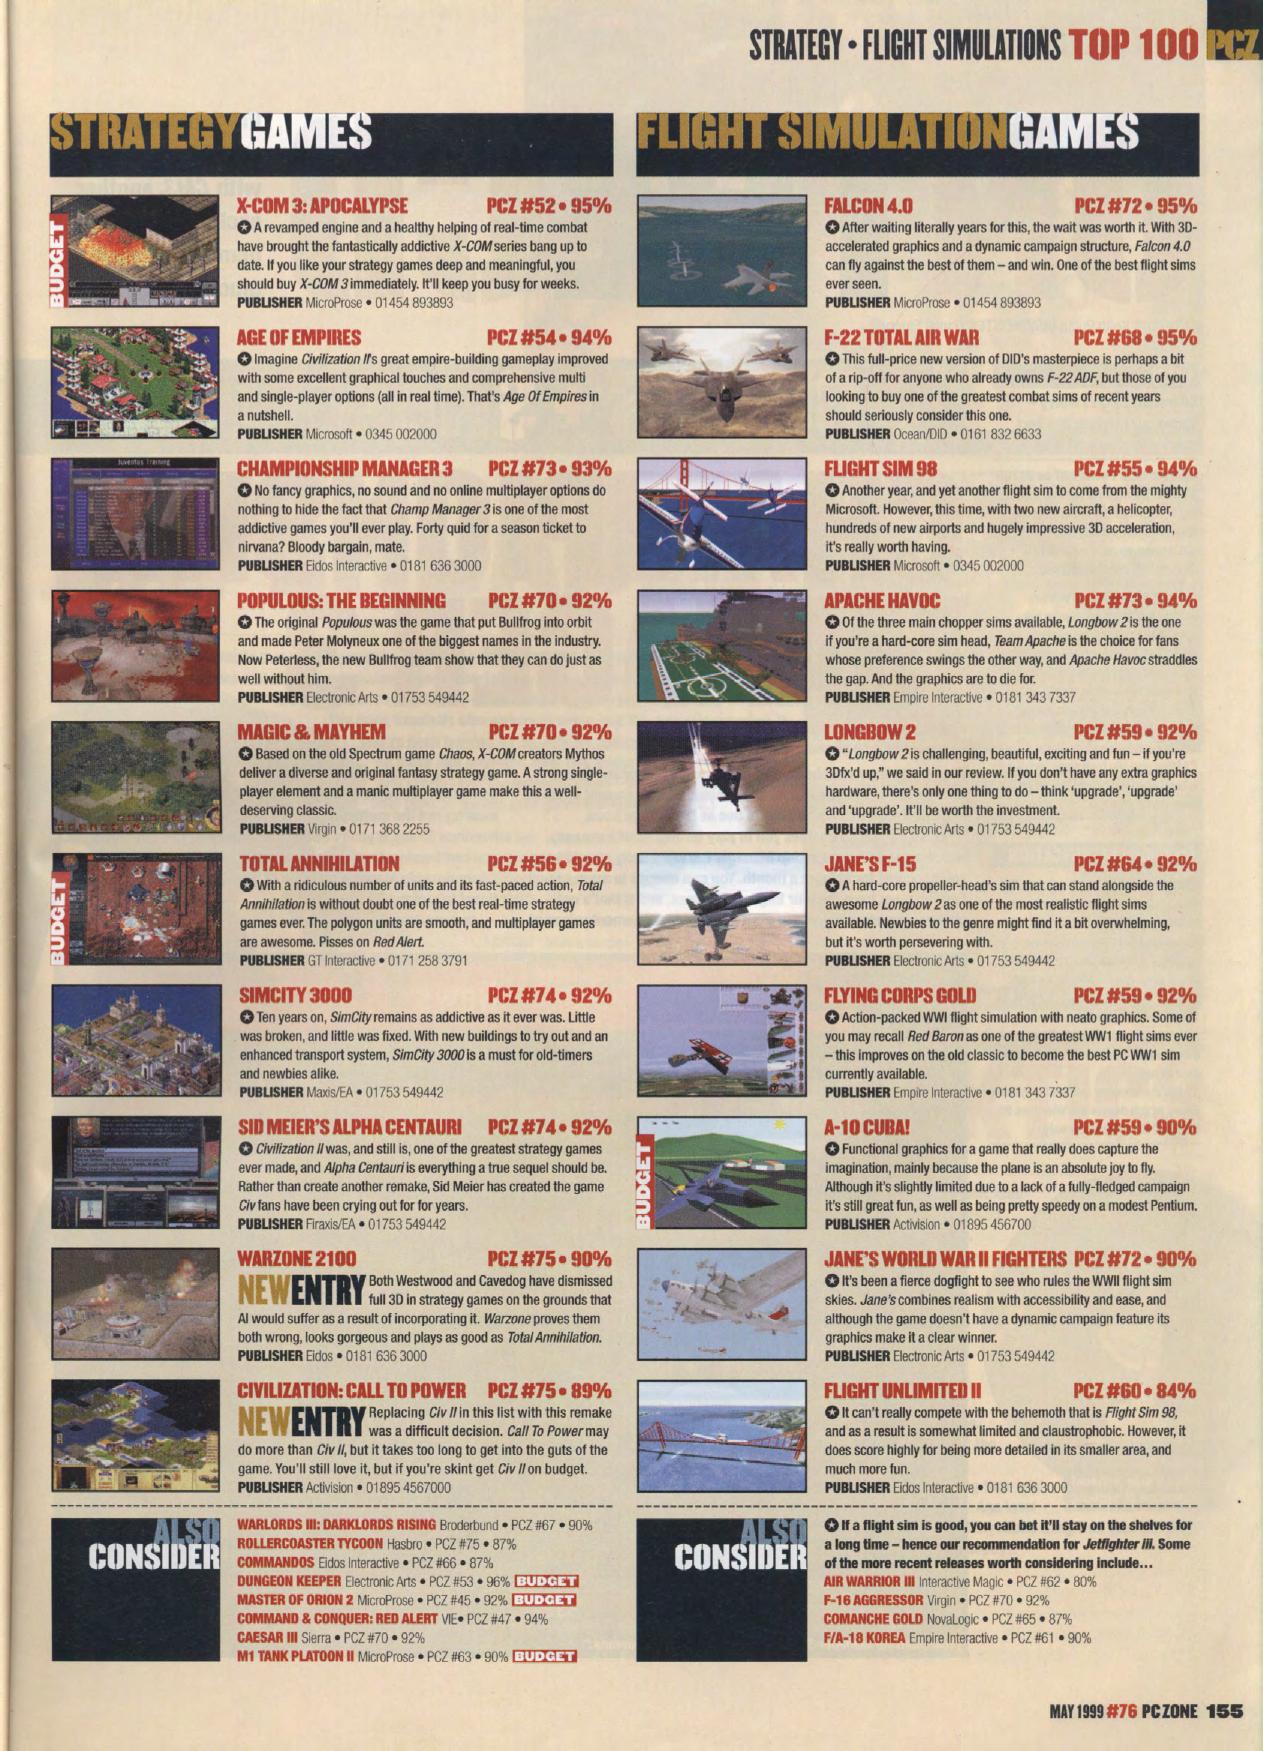 STRATEGY • FLIGHT SIMULATIONS TOP 100 PCZ
STRATEGYGAMES
BUDGET
X-COM 3: APOCALYPSE PCZ #52 • 95%
A revamped engine and a healthy helping of real-time combat
have brought the fantastically addictive X-COM series bang up to
date. If you like your strategy games deep and meaningful, you
should buy X-COM 3 immediately. It'll keep you busy for weeks.
PUBLISHER MicroProse • 01454 893893
AGE OF EMPIRES PCZ #54 • 94%
Imagine Civilization II's great empire-building gameplay improved
with some excellent graphical touches and comprehensive multi
and single-player options (all in real time). That's Age Of Empires in
a nutshell.
PUBLISHER Microsoft • 0345 002000
Juventus Training
CHAMPIONSHIP MANAGER 3 PCZ #73 • 93%
No fancy graphics, no sound and no online multiplayer options do
nothing to hide the fact that Champ Manager 3 is one of the most
addictive games you'll ever play. Forty quid for a season ticket to
nirvana? Bloody bargain, mate.
PUBLISHER Eidos Interactive • 0181 636 3000
POPULOUS: THE BEGINNING PCZ #70 • 92%
The original Populous was the game that put Bullfrog into orbit
and made Peter Molyneux one of the biggest names in the industry.
Now Peterless, the new Bullfrog team show that they can do just as
well without him.
PUBLISHER Electronic Arts • 01753 549442
MAGIC & MAYHEM PCZ #70 • 92%
Based on the old Spectrum game Chaos, X-COM creators Mythos
deliver a diverse and original fantasy strategy game. A strong single-
player element and a manic multiplayer game make this a well-
deserving classic.
PUBLISHER Virgin • 0171 368 2255
BUDGET
TOTAL ANNIHILATION PCZ #56 • 92%
With a ridiculous number of units and its fast-paced action, Total
Annihilation is without doubt one of the best real-time strategy
games ever. The polygon units are smooth, and multiplayer games
are awesome. Pisses on Red Alert.
PUBLISHER GT Interactive • 0171 258 3791
SIMCITY 3000 PCZ #74 • 92%
Ten years on, SimCity remains as addictive as it ever was. Little
was broken, and little was fixed. With new buildings to try out and an
enhanced transport system, SimCity 3000 is a must for old-timers
and newbies alike.
PUBLISHER Maxis/EA • 01753 549442
SID MEIER'S ALPHA CENTAURI PCZ #74 • 92%
Civilization II was, and still is, one of the greatest strategy games
ever made, and Alpha Centauri is everything a true sequel should be.
Rather than create another remake, Sid Meier has created the game
Civ fans have been crying out for for years.
PUBLISHER Firaxis/EA • 01753 549442
WARZONE 2100 PCZ #75 • 90%
NEWENTRY Both Westwood and Cavedog have dismissed
full 3D in strategy games on the grounds that
AI would suffer as a result of incorporating it. Warzone proves them
both wrong, looks gorgeous and plays as good as Total Annihilation.
PUBLISHER Eidos • 0181 636 3000
CIVILIZATION: CALL TO POWER PCZ #75 • 89%
NEWENTRY Replacing Civ II in this list with this remake
was a difficult decision. Call To Power may
do more than Civ II, but it takes too long to get into the guts of the
game. You'll still love it, but if you're skint get Civ II on budget.
PUBLISHER Activision • 01895 4567000
ALSO
CONSIDER
WARLORDS III: DARKLORDS RISING Broderbund • PCZ #67 • 90%
ROLLERCOASTER TYCOON Hasbro • PCZ #75 • 87%
COMMANDOS Eidos Interactive • PCZ #66 • 87%
DUNGEON KEEPER Electronic Arts • PCZ #53 • 96% BUDGET
MASTER OF ORION 2 MicroProse • PCZ #45 • 92% BUDGET
COMMAND & CONQUER: RED ALERT VIE • PCZ #47 • 94%
CAESAR III Sierra • PCZ #70 • 92%
M1 TANK PLATOON II MicroProse • PCZ #63 • 90% BUDGET
FLIGHT SIMULATIONGAMES
FALCON 4.0 PCZ #72 • 95%
After waiting literally years for this, the wait was worth it. With 3D-
accelerated graphics and a dynamic campaign structure, Falcon 4.0
can fly against the best of them – and win. One of the best flight sims
ever seen.
PUBLISHER MicroProse • 01454 893893
F-22 TOTAL AIR WAR PCZ #68 • 95%
This full-price new version of DID's masterpiece is perhaps a bit
of a rip-off for anyone who already owns F-22 ADF, but those of you
looking to buy one of the greatest combat sims of recent years
should seriously consider this one.
PUBLISHER Ocean/DID • 0161 832 6633
FLIGHT SIM 98 PCZ #55 • 94%
Another year, and yet another flight sim to come from the mighty
Microsoft. However, this time, with two new aircraft, a helicopter,
hundreds of new airports and hugely impressive 3D acceleration,
it's really worth having.
PUBLISHER Microsoft • 0345 002000
APACHE HAVOC PCZ #73 • 94%
Of the three main chopper sims available, Longbow 2 is the one
if you're a hard-core sim head, Team Apache is the choice for fans
whose preference swings the other way, and Apache Havoc straddles
the gap. And the graphics are to die for.
PUBLISHER Empire Interactive • 0181 343 7337
LONGBOW 2 PCZ #59 • 92%
"Longbow 2 is challenging, beautiful, exciting and fun – if you're
3Dfx'd up," we said in our review. If you don't have any extra graphics
hardware, there's only one thing to do – think 'upgrade', 'upgrade'
and 'upgrade'. It'll be worth the investment.
PUBLISHER Electronic Arts • 01753 549442
JANE'S F-15 PCZ #64 • 92%
A hard-core propeller-head's sim that can stand alongside the
awesome Longbow 2 as one of the most realistic flight sims
available. Newbies to the genre might find it a bit overwhelming,
but it's worth persevering with.
PUBLISHER Electronic Arts • 01753 549442
FLYING CORPS GOLD PCZ #59 • 92%
Action-packed WWI flight simulation with neato graphics. Some of
you may recall Red Baron as one of the greatest WW1 flight sims ever
– this improves on the old classic to become the best PC WW1 sim
currently available.
PUBLISHER Empire Interactive • 0181 343 7337
BUDGET
A-10 CUBA! PCZ #59 • 90%
Functional graphics for a game that really does capture the
imagination, mainly because the plane is an absolute joy to fly.
Although it's slightly limited due to a lack of a fully-fledged campaign
it's still great fun, as well as being pretty speedy on a modest Pentium.
PUBLISHER Activision • 01895 456700
JANE'S WORLD WAR II FIGHTERS PCZ #72 • 90%
It's been a fierce dogfight to see who rules the WWII flight sim
skies. Jane's combines realism with accessibility and ease, and
although the game doesn't have a dynamic campaign feature its
graphics make it a clear winner.
PUBLISHER Electronic Arts • 01753 549442
FLIGHT UNLIMITED II PCZ #60 • 84%
It can't really compete with the behemoth that is Flight Sim 98,
and as a result is somewhat limited and claustrophobic. However, it
does score highly for being more detailed in its smaller area, and
much more fun.
PUBLISHER Eidos Interactive • 0181 636 3000
ALSO
CONSIDER
If a flight sim is good, you can bet it'll stay on the shelves for
a long time – hence our recommendation for Jetfighter III. Some
of the more recent releases worth considering include...
AIR WARRIOR III Interactive Magic • PCZ #62 • 80%
F-16 AGGRESSOR Virgin • PCZ #70 • 92%
COMANCHE GOLD NovaLogic • PCZ #65 • 87%
F/A-18 KOREA Empire Interactive • PCZ #61 • 90%
MAY 1999 #76 PC ZONE 155